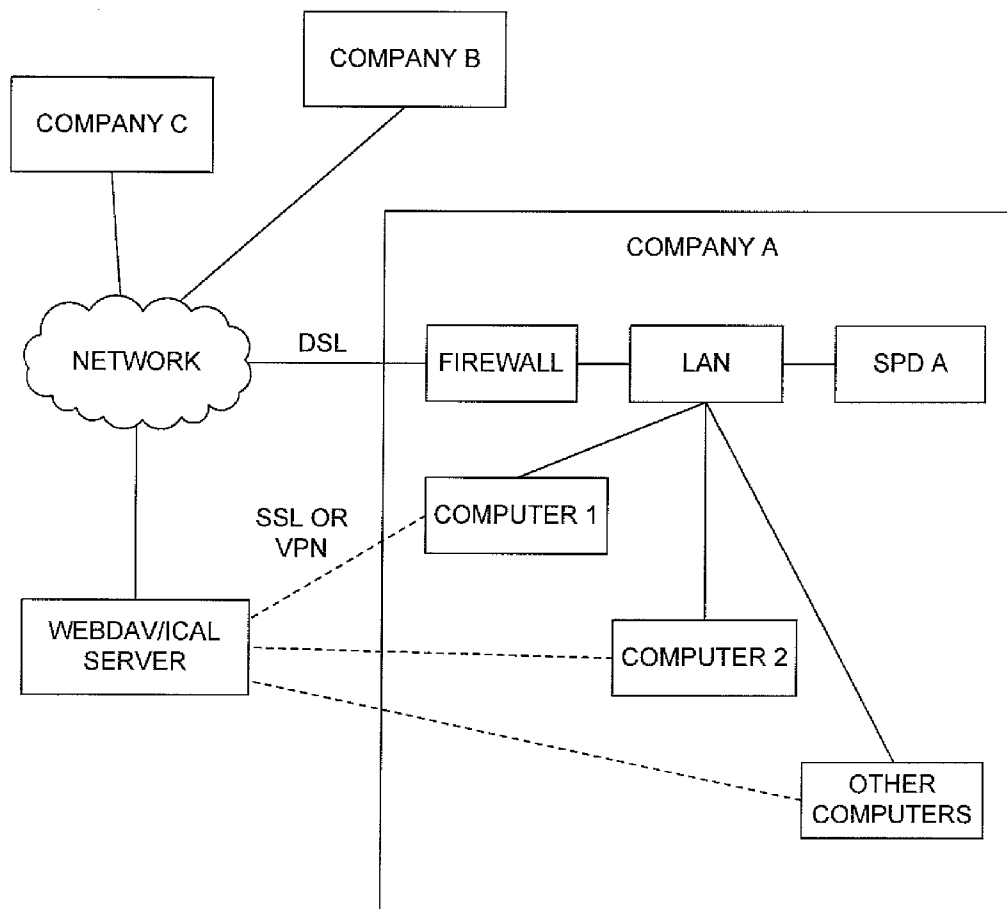 COMPANY B
COMPANY C
COMPANY A
NETWORK
DSL
FIREWALL
LAN
SPD A
COMPUTER 1
SSL OR
VPN
WEBDAV/ICAL
SERVER
COMPUTER 2
OTHER
COMPUTERS